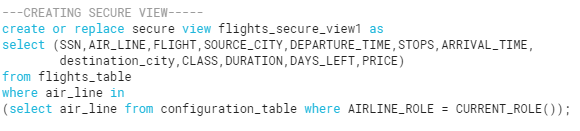 ---CREATING SECURE VIEW-----
create or replace secure view flights_secure_view1 as
select (SSN,AIR_LINE,FLIGHT,SOURCE_CITY,DEPARTURE_TIME,STOPS,ARRIVAL_TIME,
destination_city,CLASS,DURATION,DAYS_LEFT,PRICE)
from flights_table
where air_line in
(select air_line from configuration_table where AIRLINE_ROLE = CURRENT_ROLE());